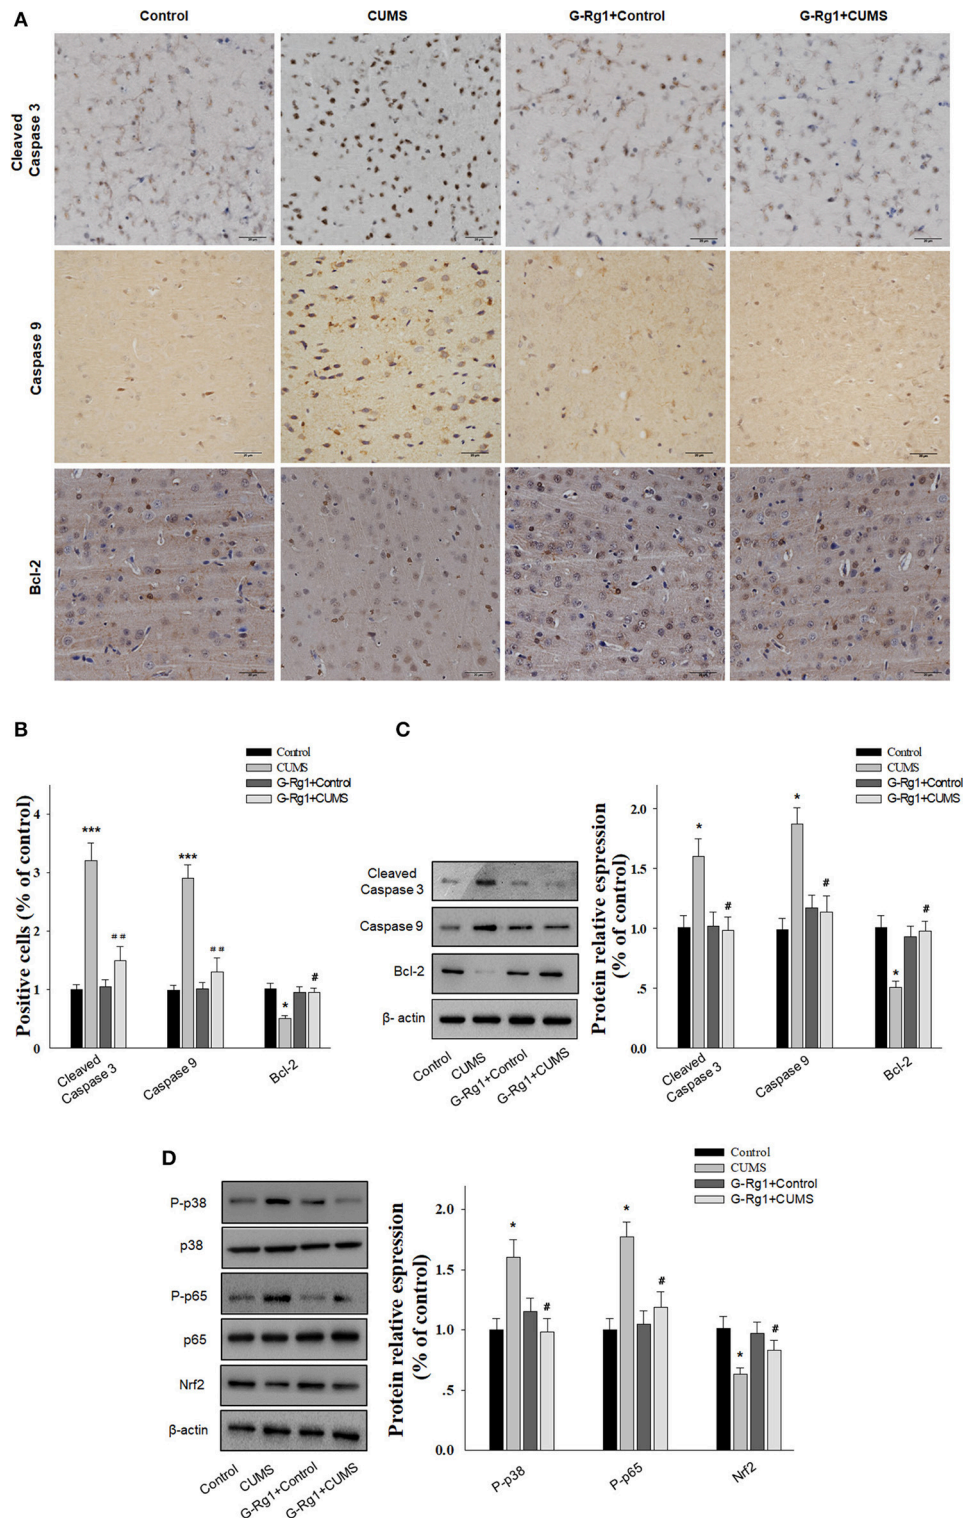 A
Control
CUMS
G-Rg1+Control
G-Rg1+CUMS
Cleaved
Caspase 3
Caspase 9
Bcl-2
B
Control
CUMS
G-Rg1+Control
G-Rg1+CUMS
Positive cells (% of control)
4
3
2
1
0
***
##
***
##
*
#
Cleaved
Caspase 3
Caspase 9
Bcl-2
C
Cleaved
Caspase 3
Caspase 9
Bcl-2
β- actin
Control
CUMS
G-Rg1+Control
G-Rg1+CUMS
Control
CUMS
G-Rg1+Control
G-Rg1+CUMS
Protein relative espression
(% of control)
2.0
1.5
1.0
.5
0.0
*
#
*
#
*
#
Cleaved
Caspase 3
Caspase 9
Bcl-2
D
P-p38
p38
P-p65
p65
Nrf2
β-actin
Control
CUMS
G-Rg1+Control
G-Rg1+CUMS
Control
CUMS
G-Rg1+Control
G-Rg1+CUMS
Protein relative espression
(% of control)
2.0
1.5
1.0
.5
0.0
*
#
*
#
*
#
P-p38
P-p65
Nrf2